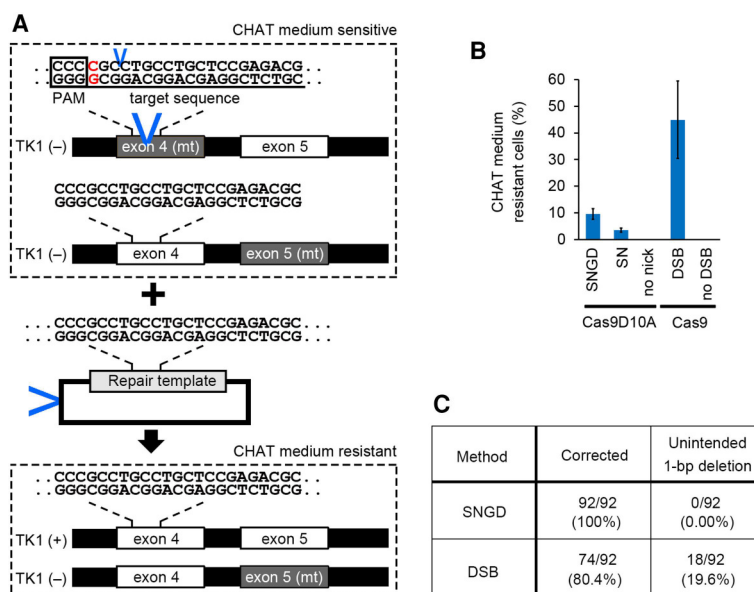 A
CHAT medium sensitive
..CCCCGCCTGCCTGCTCCGAGACG..
GGGGCGGACGGACGAGGCTCTGC
PAM target sequence
TK1 (–) exon 4 (mt) exon 5
CCCGCCTGCCTGCTCCGAGACGC
GGGCGGACGGACGAGGCTCTGCG
TK1 (–) exon 4 exon 5 (mt)
+
...CCCGCCTGCCTGCTCCGAGACGC...
GGGCGGACGGACGAGGCTCTGCG
Repair template
CHAT medium resistant
..CCCGCCTGCCTGCTCCGAGACGC..
GGGCGGACGGACGAGGCTCTGCG
TK1 (+) exon 4 exon 5
TK1 (–) exon 4 exon 5 (mt)
B
CHAT medium
resistant cells (%)
60
50
40
30
20
10
0
SNGD
SN
no nick
DSB
no DSB
Cas9D10A Cas9
C
Method Corrected Unintended
1-bp deletion
SNGD 92/92 0/92
(100%) (0.00%)
DSB 74/92 18/92
(80.4%) (19.6%)